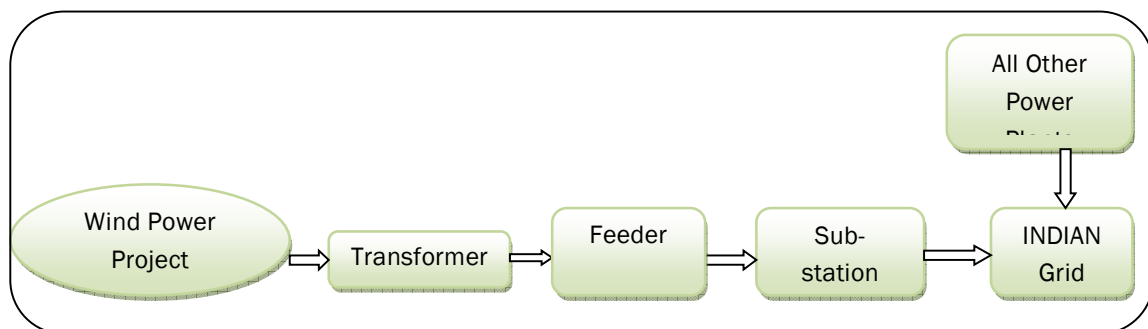 All Other
Power
Wind Power
Project
Transformer
Feeder
Sub-
station
INDIAN
Grid